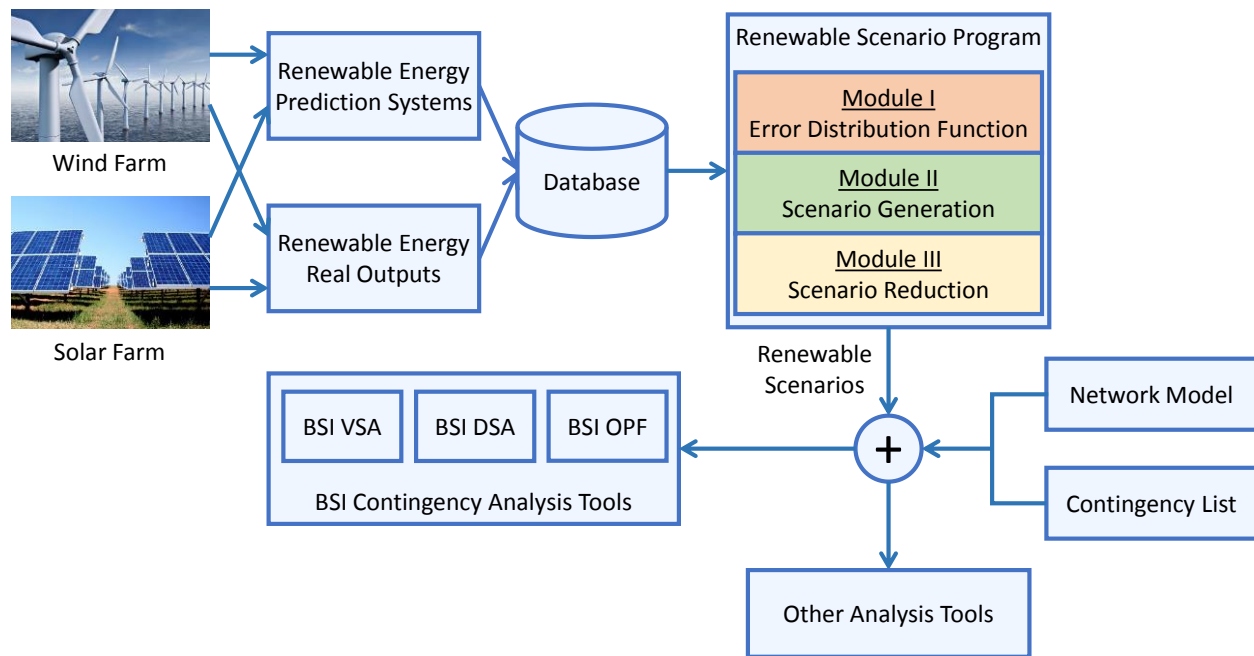 Wind Farm
Solar Farm
Renewable Energy
Prediction Systems
Renewable Energy
Real Outputs
Database
Renewable Scenario Program
Module I
Error Distribution Function
Module II
Scenario Generation
Module III
Scenario Reduction
Renewable
Scenarios
Network Model
Contingency List
+
BSI VSA
BSI DSA
BSI OPF
BSI Contingency Analysis Tools
Other Analysis Tools